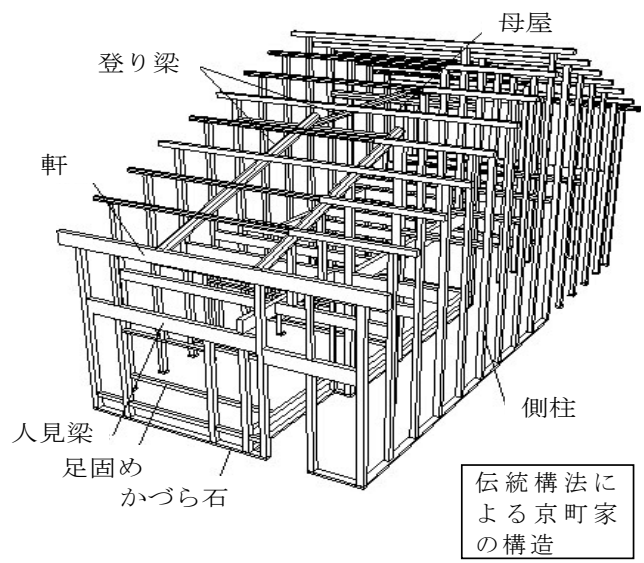 母屋
登り梁
軒
側柱
人見梁
足固め
かづら石
伝統構法に
よる京町家
の構造